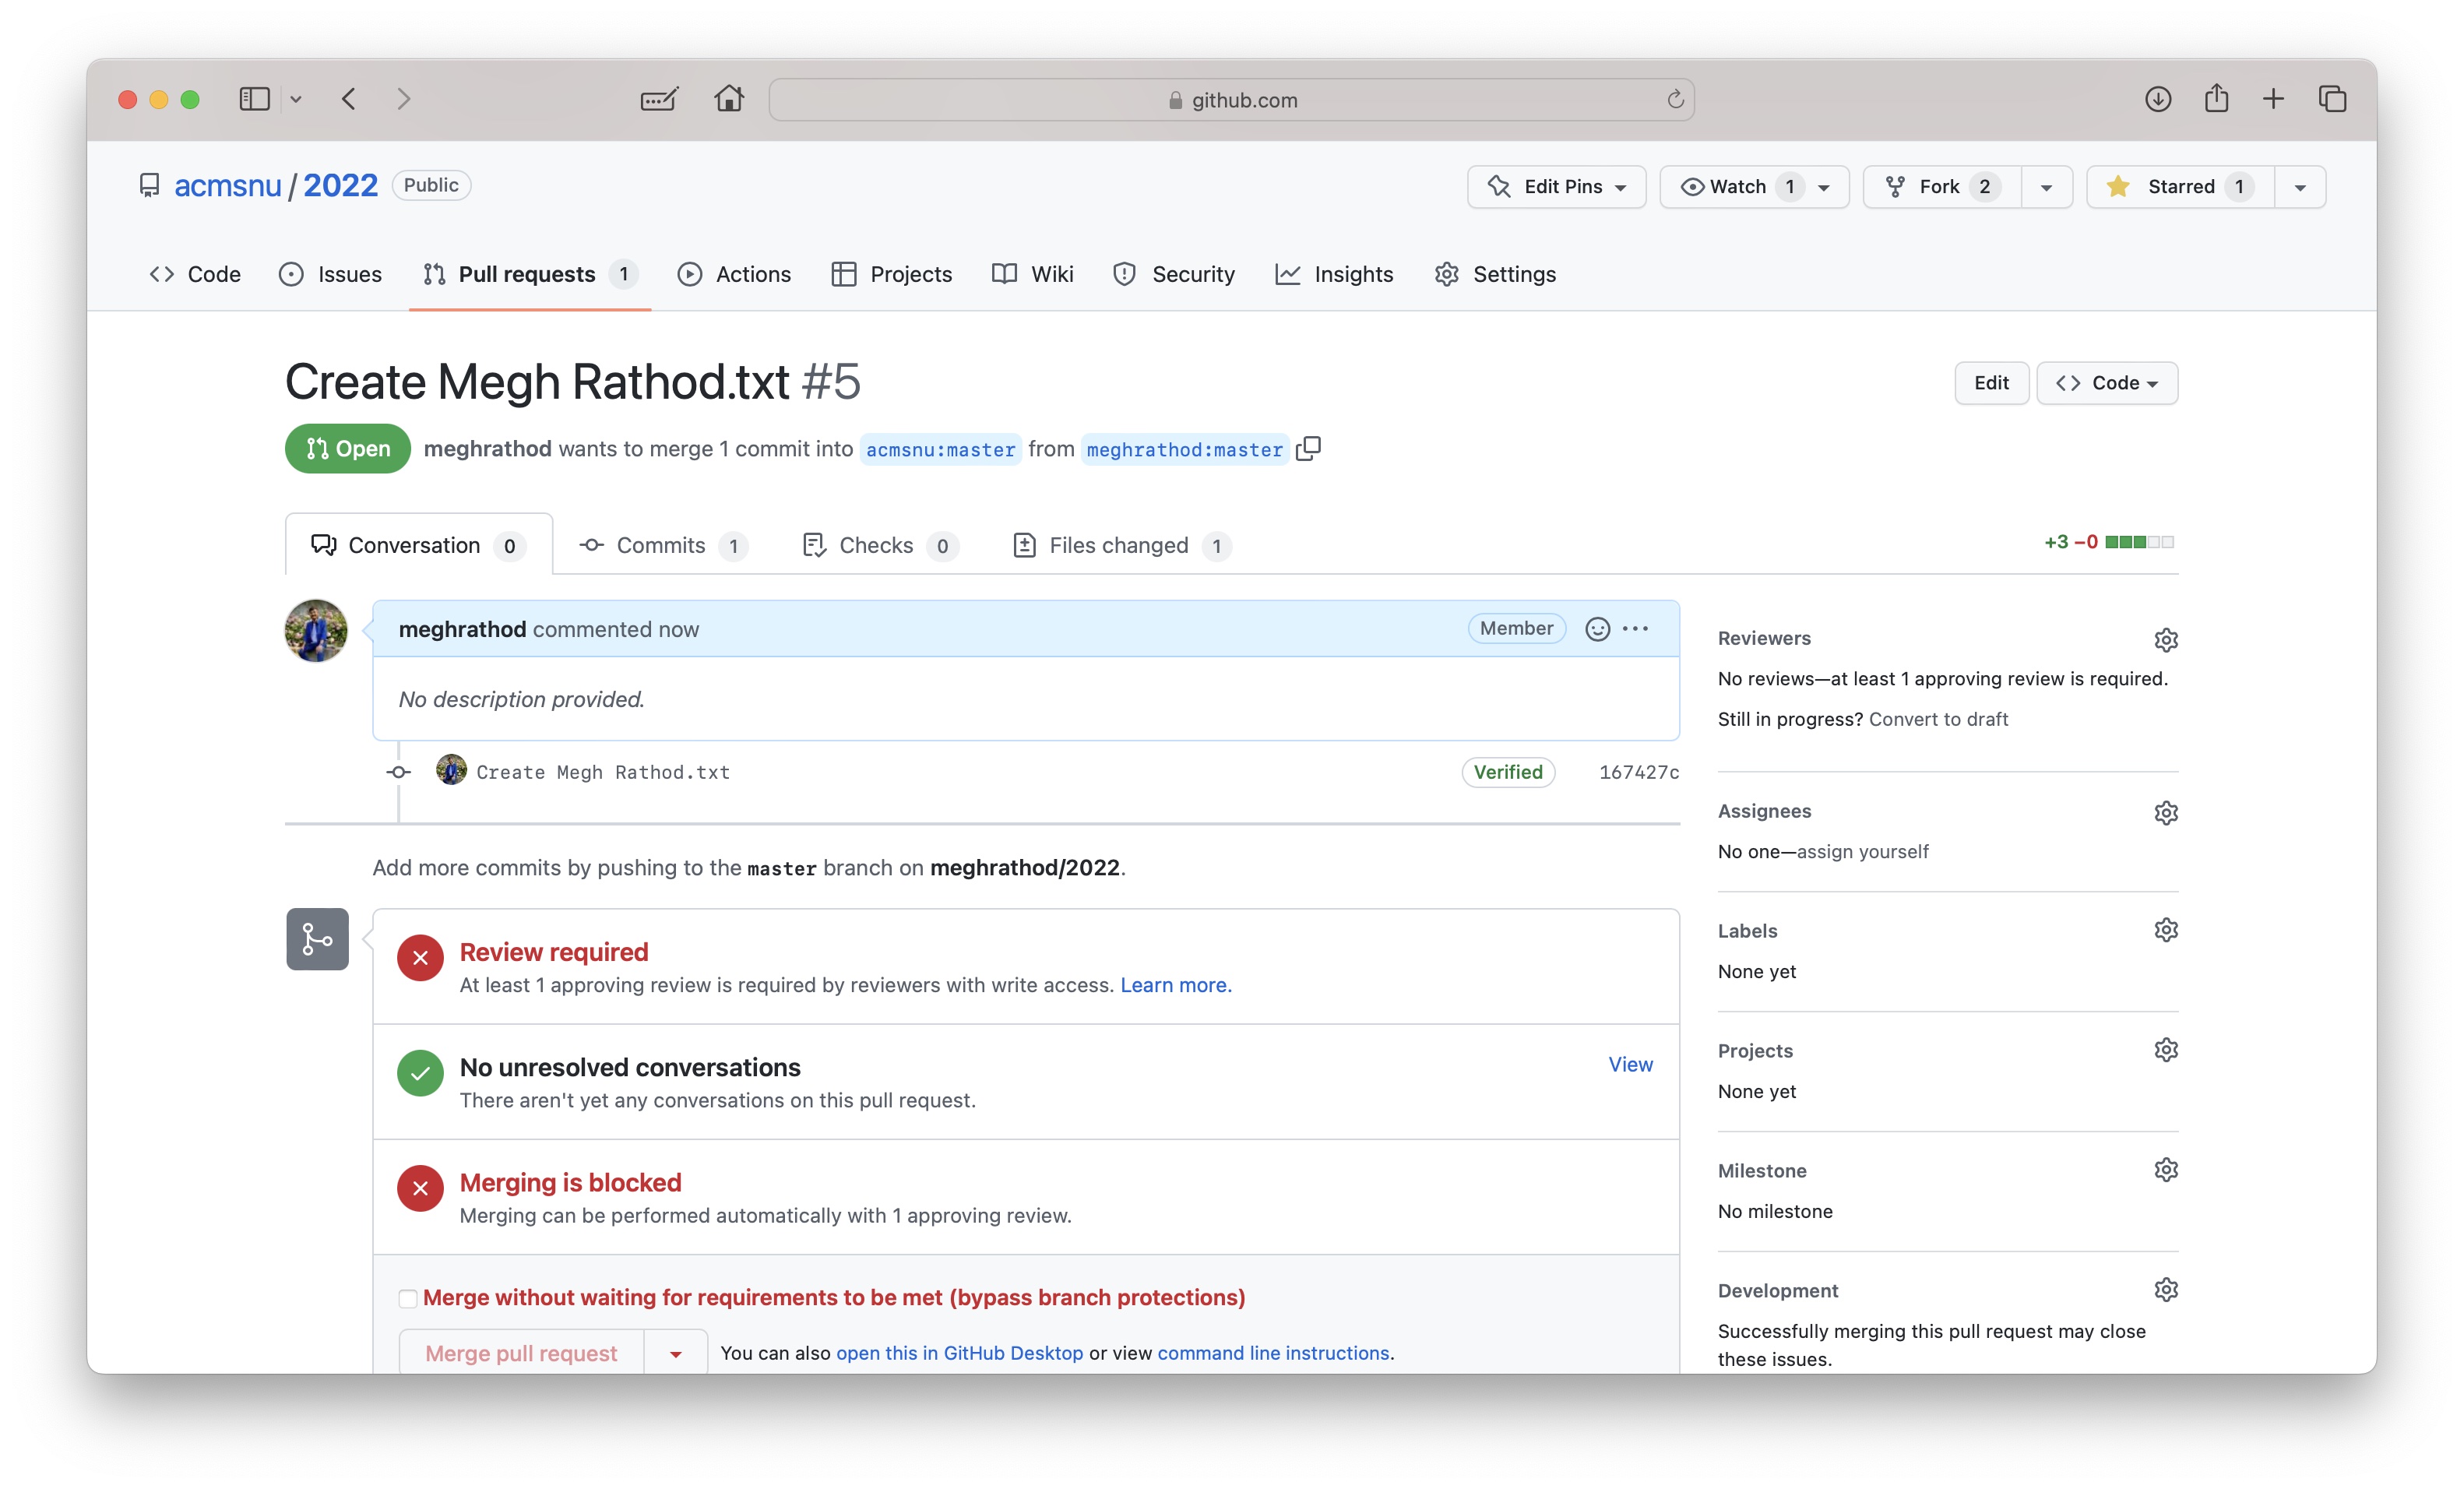 github.com
acmsnu / 2022 Public
Edit Pins Watch 1 Fork 2 Starred 1
Code Issues Pull requests 1 Actions Projects Wiki Security Insights Settings
Create Megh Rathod.txt #5
Edit Code
Open meghrathod wants to merge 1 commit into acmsnu:master from meghrathod:master
Conversation 0 Commits 1 Checks 0 Files changed 1
+3 −0
meghrathod commented now Member
No description provided.
Create Megh Rathod.txt Verified 167427c
Add more commits by pushing to the master branch on meghrathod/2022.
Review required
At least 1 approving review is required by reviewers with write access. Learn more.
No unresolved conversations View
There aren't yet any conversations on this pull request.
Merging is blocked
Merging can be performed automatically with 1 approving review.
Merge without waiting for requirements to be met (bypass branch protections)
Merge pull request You can also open this in GitHub Desktop or view command line instructions.
Reviewers
No reviews—at least 1 approving review is required.
Still in progress? Convert to draft
Assignees
No one—assign yourself
Labels
None yet
Projects
None yet
Milestone
No milestone
Development
Successfully merging this pull request may close
these issues.